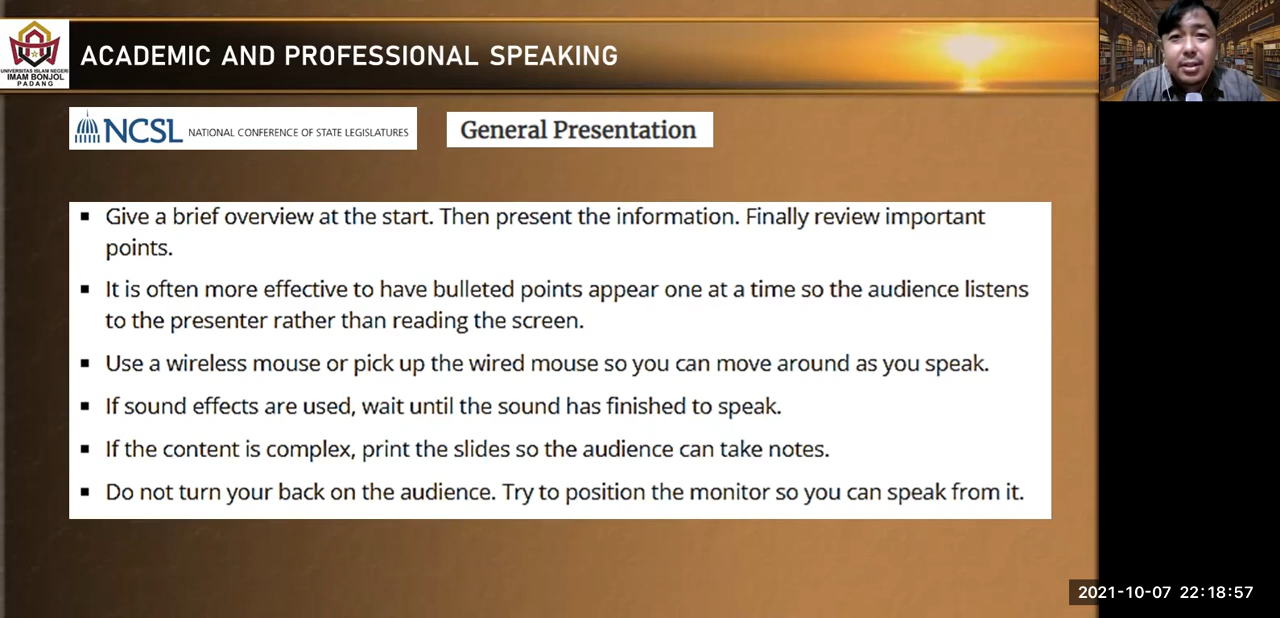 UNIVERSITAS ISLAM NEGERI
IMAM BONJOL
PADANG
ACADEMIC AND PROFESSIONAL SPEAKING
NCSL NATIONAL CONFERENCE OF STATE LEGISLATURES
General Presentation
▪ Give a brief overview at the start. Then present the information. Finally review important
points.
▪ It is often more effective to have bulleted points appear one at a time so the audience listens
to the presenter rather than reading the screen.
▪ Use a wireless mouse or pick up the wired mouse so you can move around as you speak.
▪ If sound effects are used, wait until the sound has finished to speak.
▪ If the content is complex, print the slides so the audience can take notes.
▪ Do not turn your back on the audience. Try to position the monitor so you can speak from it.
2021-10-07 22:18:57